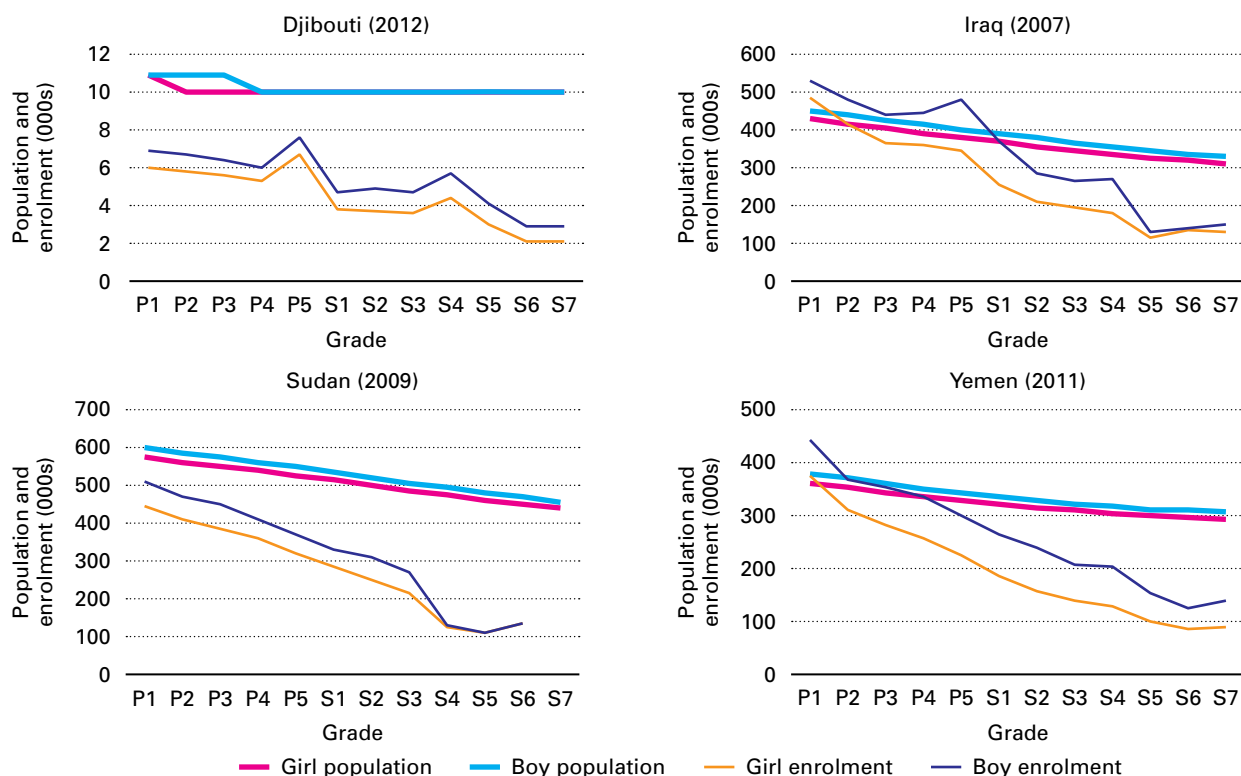 Djibouti (2012)
Population and
enrolment (000s)
12
10
8
6
4
2
0
P1 P2 P3 P4 P5 S1 S2 S3 S4 S5 S6 S7
Grade
Iraq (2007)
Population and
enrolment (000s)
600
500
400
300
200
100
0
P1 P2 P3 P4 P5 S1 S2 S3 S4 S5 S6 S7
Grade
Sudan (2009)
Population and
enrolment (000s)
700
600
500
400
300
200
100
0
P1 P2 P3 P4 P5 S1 S2 S3 S4 S5 S6 S7
Grade
Yemen (2011)
Population and
enrolment (000s)
500
400
300
200
100
0
P1 P2 P3 P4 P5 S1 S2 S3 S4 S5 S6 S7
Grade
Girl population Boy population Girl enrolment Boy enrolment